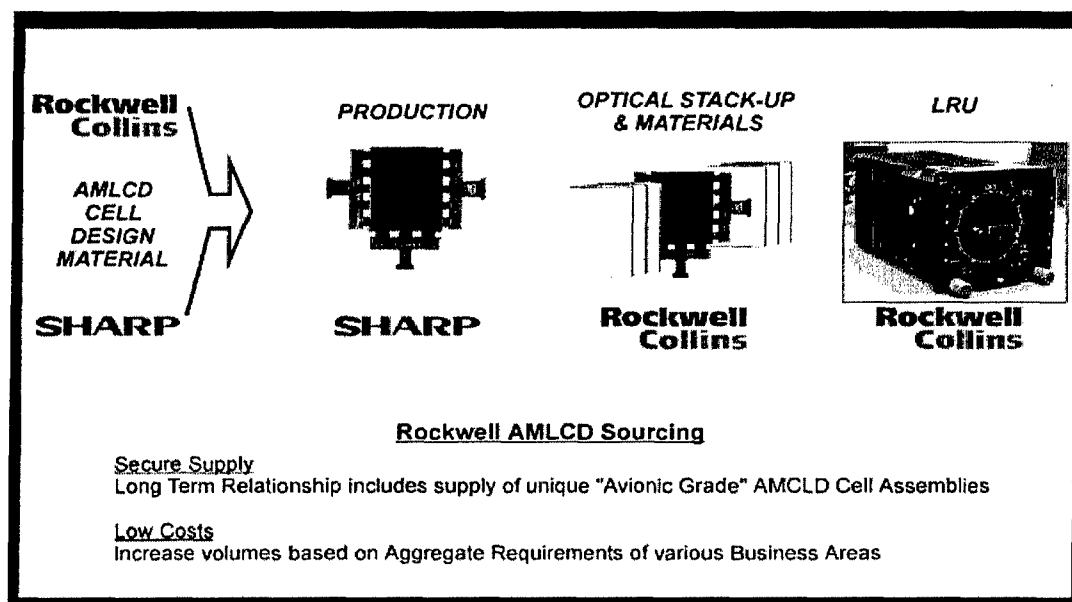 Rockwell
Collins
AMLCD
CELL
DESIGN
MATERIAL
SHARP
PRODUCTION
SHARP
OPTICAL STACK-UP
& MATERIALS
Rockwell
Collins
LRU
Rockwell
Collins
Rockwell AMLCD Sourcing
Secure Supply
Long Term Relationship includes supply of unique "Avionic Grade" AMCLD Cell Assemblies
Low Costs
Increase volumes based on Aggregate Requirements of various Business Areas